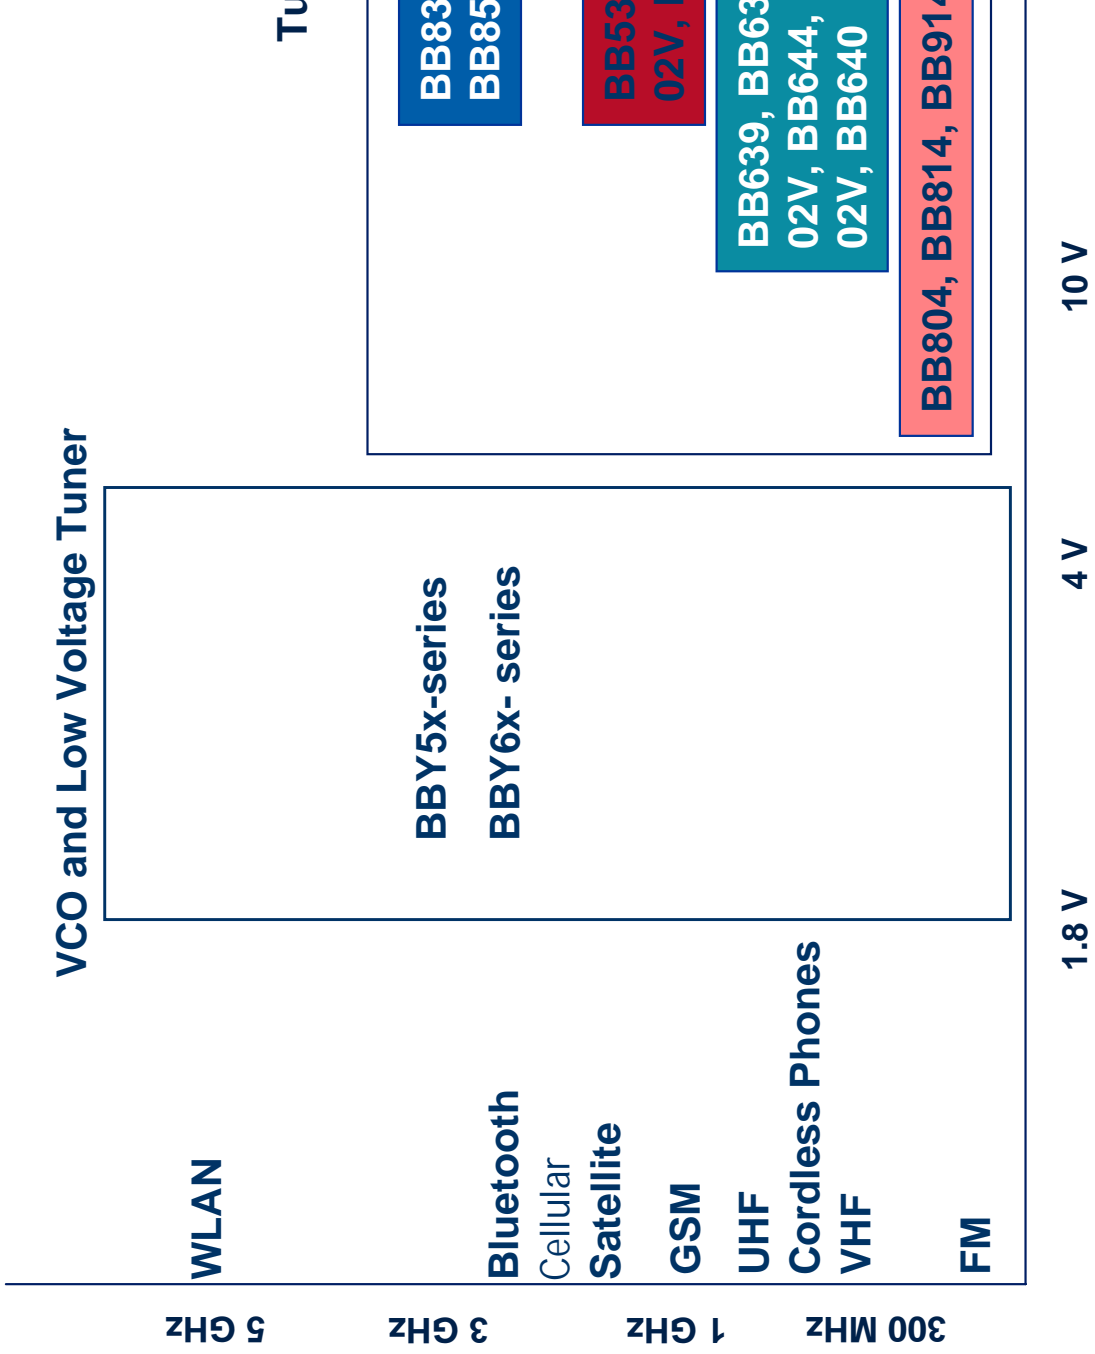 VCO and Low Voltage Tuner
5 GHz
WLAN
3 GHz
BBY5x-series
BBY6x- series
Bluetooth
Cellular
Satellite
1 GHz
GSM
UHF
Cordless Phones
VHF
300 MHz
FM
BB639,
02V, BB644,
02V, BB640
BB804, BB814,
02V,
1.8 V
4 V
10 V